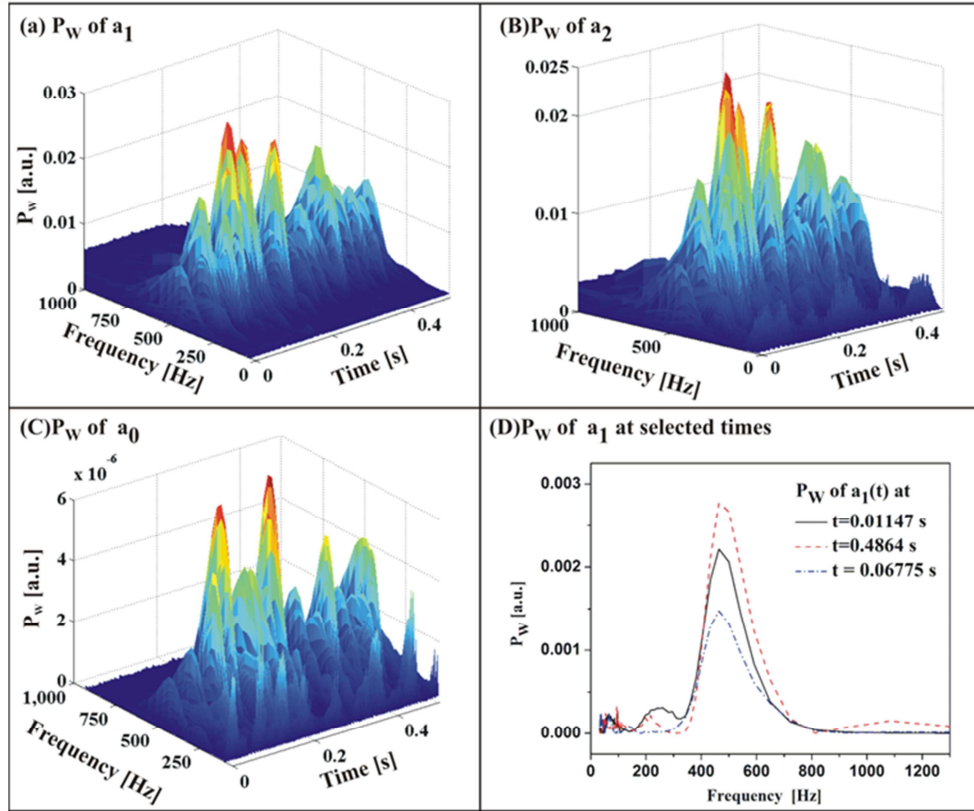 (a) P_W of a_1
0.03
0.02
0.01
0
P_w [a.u.]
1000
750
500
250
0
Frequency [Hz]
0
0.2
0.4
Time [s]
(B)P_W of a_2
0.025
0.02
0.01
0
1000
500
0
Frequency [Hz]
0
0.2
0.4
Time [s]
(C)P_W of a_0
x 10^-6
6
4
2
0
P_W [a.u.]
1,000
750
500
250
Frequency [Hz]
0
0.2
0.4
Time [s]
(D)P_W of a_1 at selected times
0.003
0.002
0.001
0.000
P_W [a.u.]
P_W of a_1(t) at
t=0.01147 s
t=0.4864 s
t = 0.06775 s
0 200 400 600 800 1000 1200
Frequency [Hz]